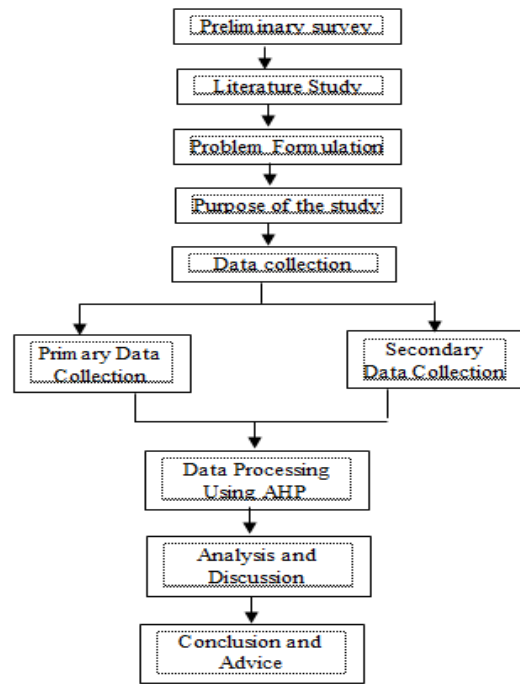 Preliminary survey
Literature Study
Problem Formulation
Purpose of the study
Data collection
Primary Data
Collection
Secondary
Data Collection
Data Processing
Using AHP
Analysis and
Discussion
Conclusion and
Advice